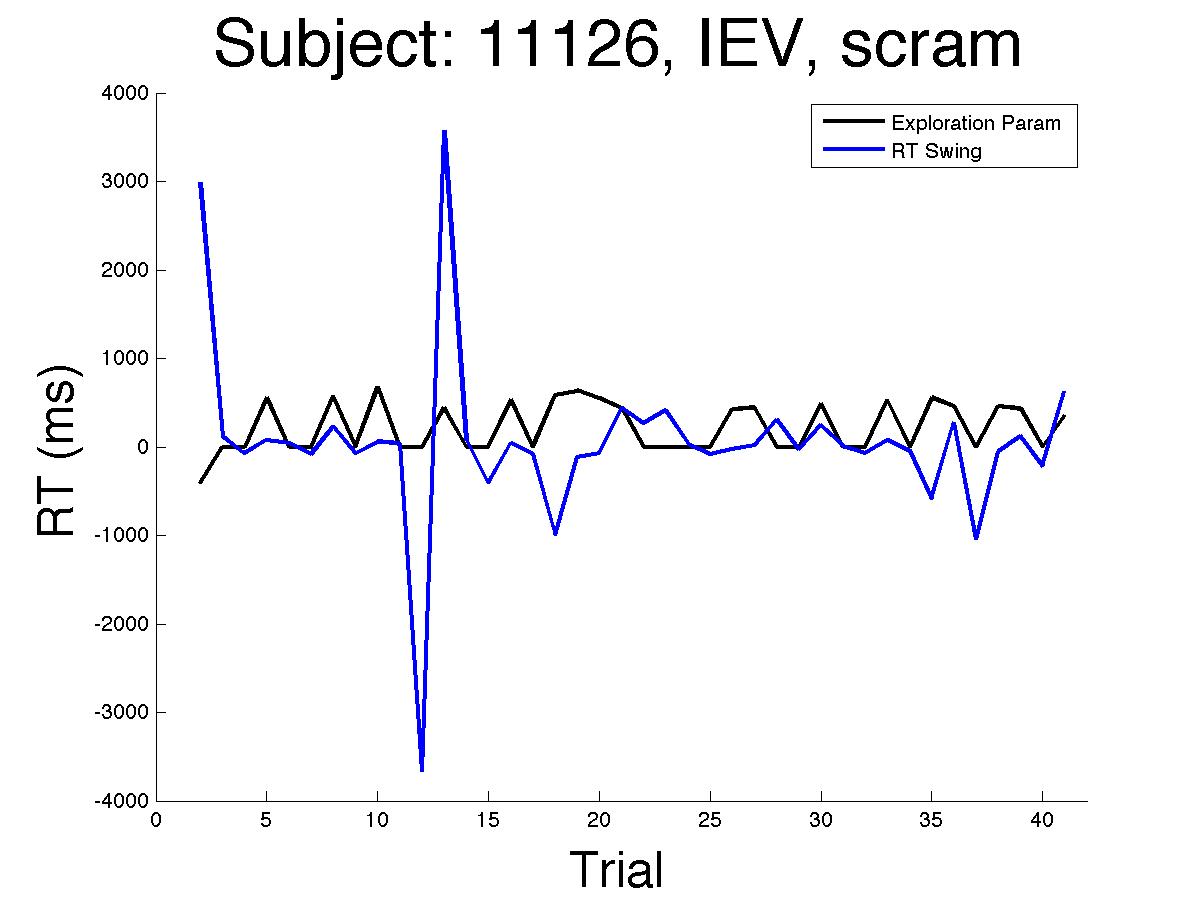 Subject: 11126, IEV, scram
Exploration Param
RT Swing
RT (ms)
4000
3000
2000
1000
0
-1000
-2000
-3000
-4000
0 5 10 15 20 25 30 35 40
Trial